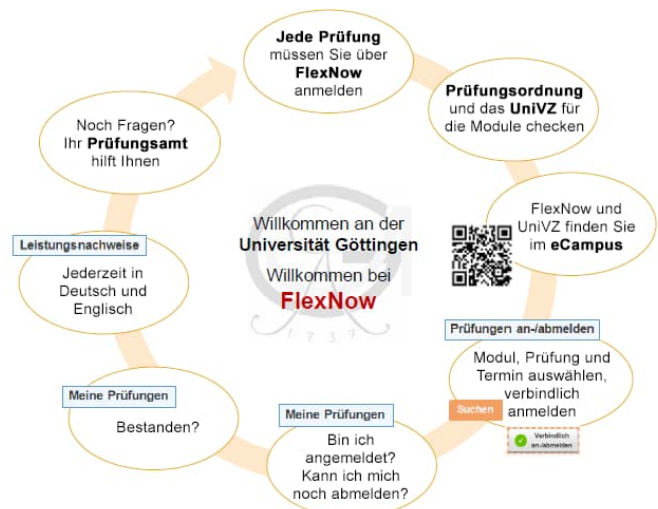 Jede Prüfung
müssen Sie über
FlexNow
anmelden
Prüfungsordnung
und das UniVZ für
die Module checken
FlexNow und
UniVZ finden Sie
im eCampus
Prüfungen an-/abmelden
Modul, Prüfung und
Termin auswählen,
verbindlich
anmelden
Suchen
Verbindlich
an-/abmelden
Meine Prüfungen
Bin ich
angemeldet?
Kann ich mich
noch abmelden?
Meine Prüfungen
Bestanden?
Leistungsnachweise
Jederzeit in
Deutsch und
Englisch
Noch Fragen?
Ihr Prüfungsamt
hilft Ihnen
Willkommen an der
Universität Göttingen
Willkommen bei
FlexNow
1737